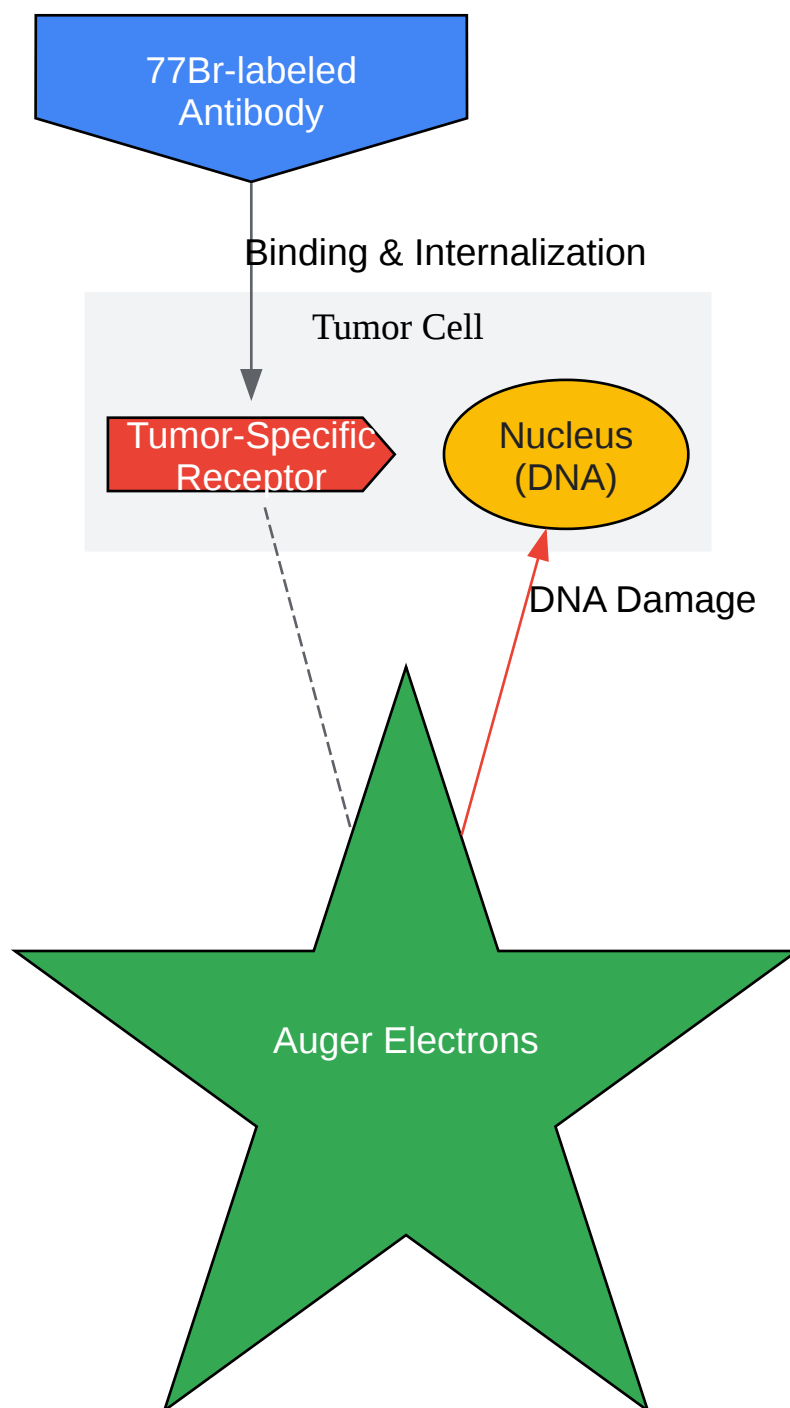 77Br-labeled
Antibody
Binding & Internalization
Tumor Cell
Tumor-Specific
Receptor
Nucleus
(DNA)
DNA Damage
Auger Electrons